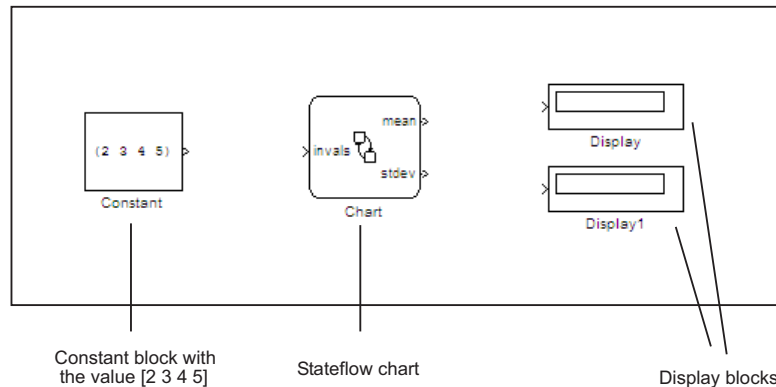 (2 3 4 5)
Constant
invals
mean
stdev
Chart
Display
Display1
Constant block with
the value [2 3 4 5]
Stateflow chart
Display blocks